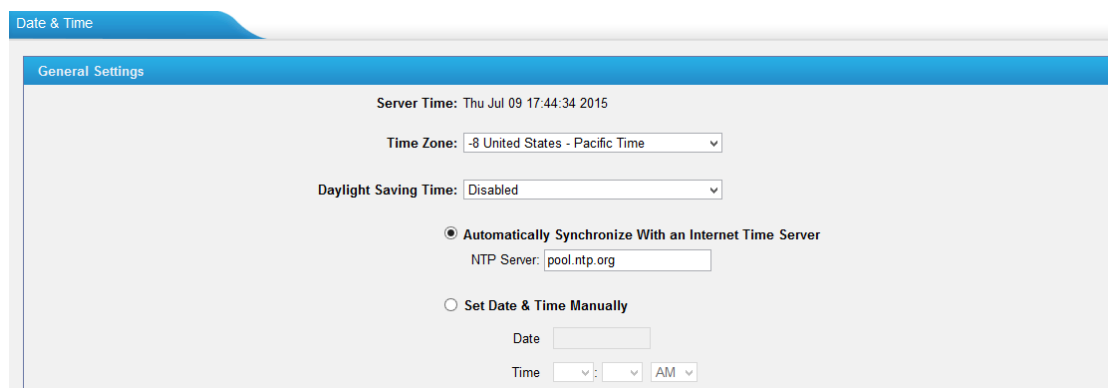 Date & Time
General Settings
Server Time: Thu Jul 09 17:44:34 2015
Time Zone: -8 United States - Pacific Time
Daylight Saving Time: Disabled
Automatically Synchronize With an Internet Time Server
NTP Server: pool.ntp.org
Set Date & Time Manually
Date
Time : AM